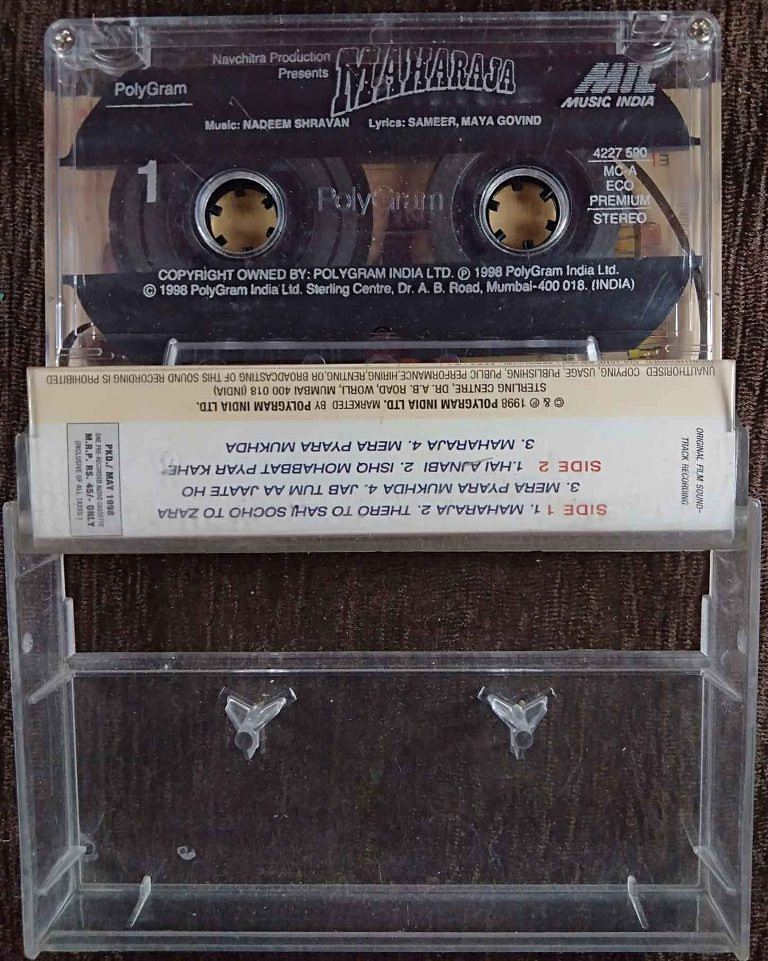 Navchitra Production
Presents
MAHARAJA
PolyGram
MIL
MUSIC INDIA
Music: NADEEM SHRAVAN Lyrics: SAMEER, MAYA GOVIND
1
PolyGram
4227 590
MC-A
ECO
PREMIUM
STEREO
COPYRIGHT OWNED BY: POLYGRAM INDIA LTD. ℗ 1998 PolyGram India Ltd.
© 1998 PolyGram India Ltd. Sterling Centre, Dr. A. B. Road, Mumbai-400 018. (INDIA)
ORIGINAL FILM SOUND-
TRACK RECORDING
SIDE 1 1. MAHARAJA 2. THERO TO SAHI SOCHO TO ZARA
3. MERA PYARA MUKHDA 4. JAB TUM AA JAATE HO
SIDE 2 1. HAI AJNABI 2. ISHQ MOHABBAT PYAR KAHE
3. MAHARAJA 4. MERA PYARA MUKHDA
PKD./ MAY 1998
ONE PRE-RECORDED AUDIO CASSETTE
M.R.P. RS. 45/- ONLY
(INCLUSIVE OF ALL TAXES)
© & ℗ 1998 POLYGRAM INDIA LTD. MARKETED BY POLYGRAM INDIA LTD.
STERLING CENTRE, DR. A.B. ROAD, WORLI, MUMBAI 400 018 (INDIA)
UNAUTHORISED COPYING, USAGE, PUBLISHING, PUBLIC PERFORMANCE,HIRING,RENTING,OR BROADCASTING OF THIS SOUND RECORDING IS PROHIBITED